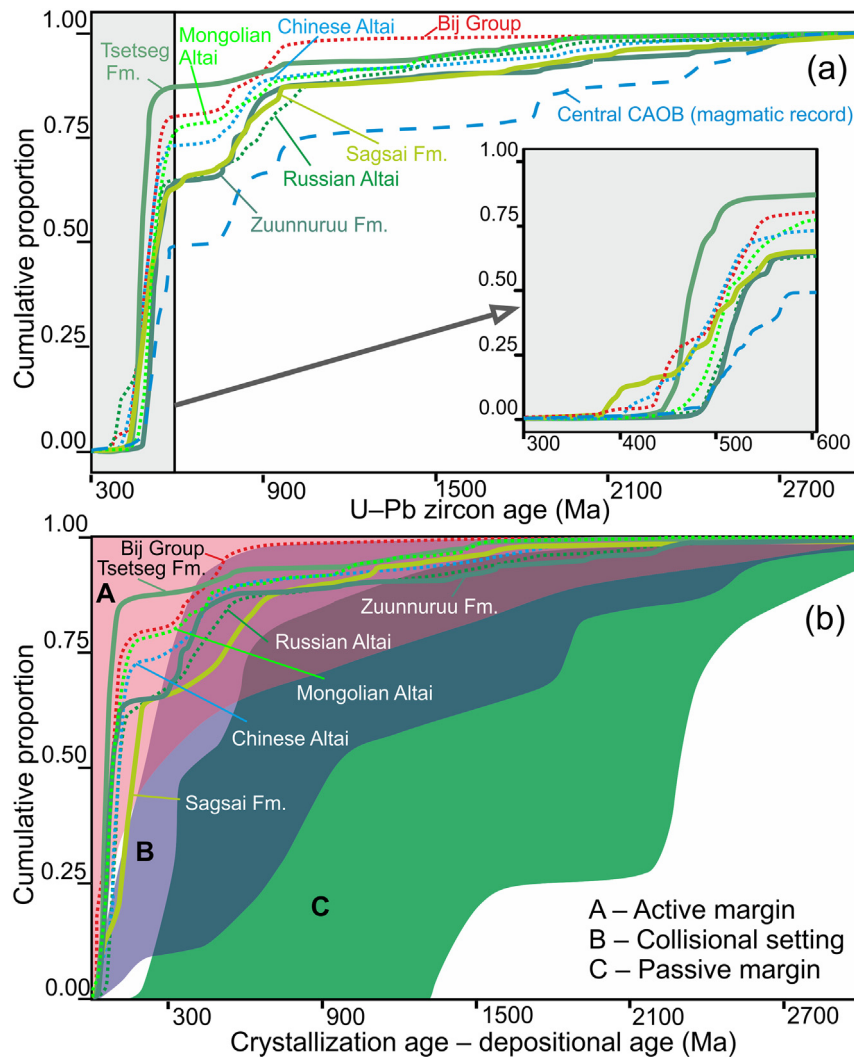 1.00
0.75
0.50
0.25
0.00
Cumulative proportion
Tsetseg
Fm.
Mongolian
Altai
Chinese Altai
Bij Group
(a)
Central CAOB (magmatic record)
Sagsai Fm.
Russian Altai
Zuunnuruu Fm.
1.00
0.75
0.50
0.25
0.00
300 400 500 600
300 900 1500 2100 2700
U–Pb zircon age (Ma)
1.00
0.75
0.50
0.25
0.00
Cumulative proportion
Bij Group
Tsetseg Fm.
A
Zuunnuruu Fm.
(b)
Russian Altai
Mongolian Altai
Chinese Altai
Sagsai Fm.
B
C
A – Active margin
B – Collisional setting
C – Passive margin
300 900 1500 2100 2700
Crystallization age – depositional age (Ma)